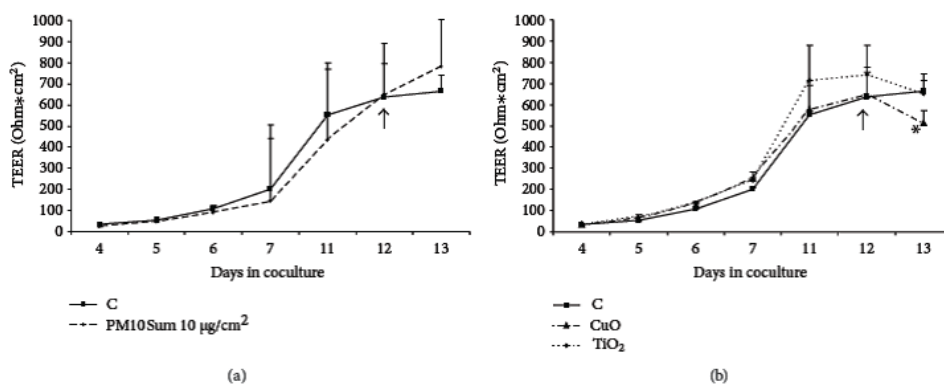 1000
900
800
700
600
500
400
300
200
100
0
TEER (Ohm∗cm²)
4 5 6 7 11 12 13
Days in coculture
C
PM10Sum 10 µg/cm²
(a)
1000
900
800
700
600
500
400
300
200
100
0
TEER (Ohm∗cm²)
∗
4 5 6 7 11 12 13
Days in coculture
C
CuO
TiO₂
(b)